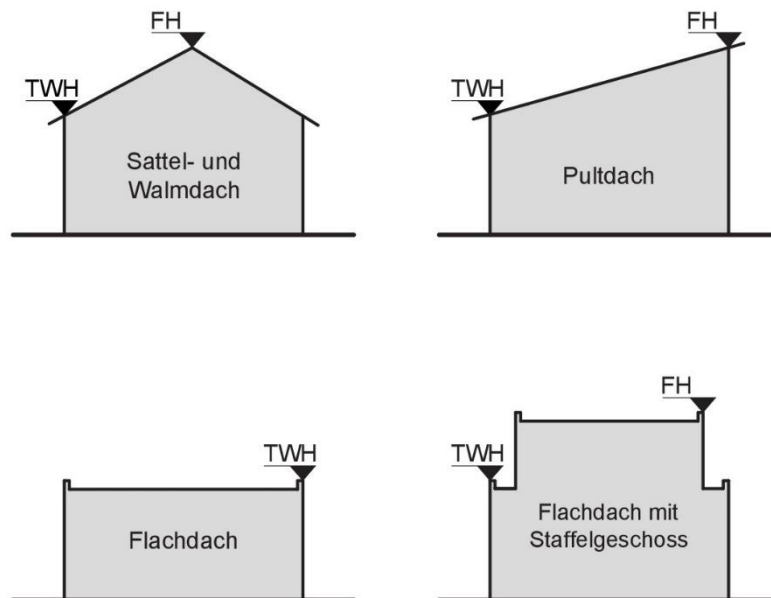 FH
TWH
Sattel- und
Walmdach
FH
TWH
Pultdach
TWH
Flachdach
FH
TWH
Flachdach mit
Staffelgeschoss